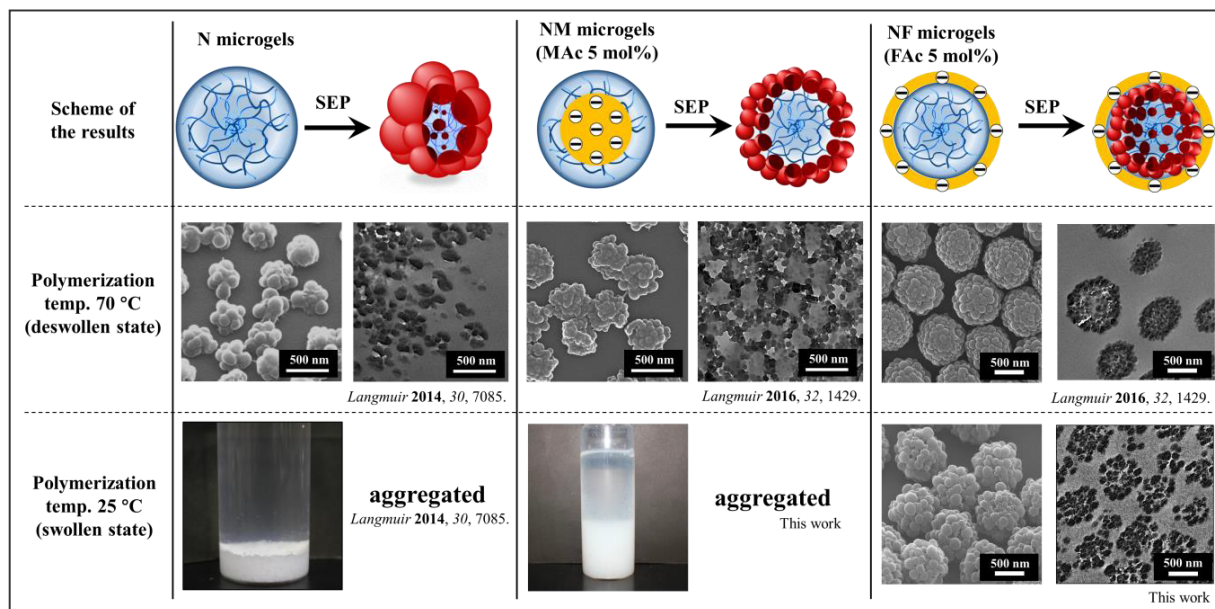 Scheme of
the results
N microgels
SEP
NM microgels
(MAc 5 mol%)
SEP
NF microgels
(FAc 5 mol%)
SEP
Polymerization
temp. 70 °C
(deswollen state)
500 nm
500 nm
Langmuir 2014, 30, 7085.
500 nm
500 nm
Langmuir 2016, 32, 1429.
500 nm
500 nm
Langmuir 2016, 32, 1429.
Polymerization
temp. 25 °C
(swollen state)
aggregated
Langmuir 2014, 30, 7085.
aggregated
This work
500 nm
500 nm
This work